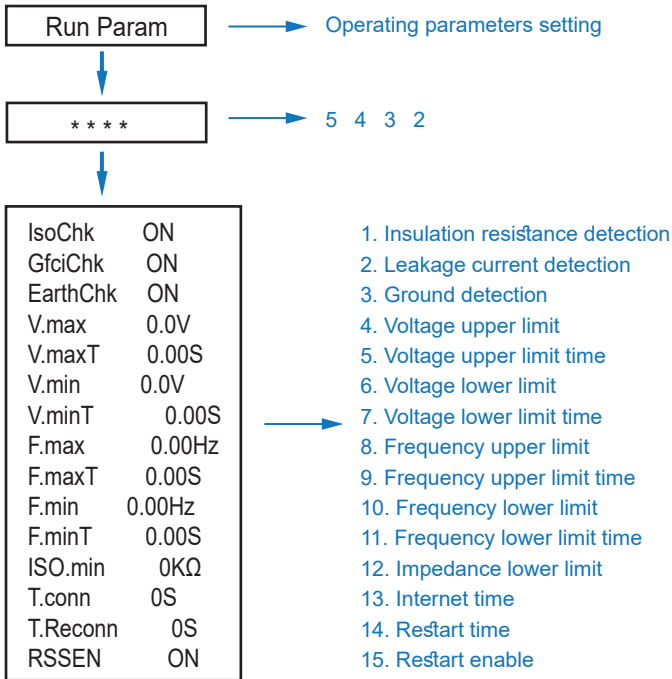 Run Param Operating parameters setting
**** 5 4 3 2
IsoChk ON 1. Insulation resistance detection
GfciChk ON 2. Leakage current detection
EarthChk ON 3. Ground detection
V.max 0.0V 4. Voltage upper limit
V.maxT 0.00S 5. Voltage upper limit time
V.min 0.0V 6. Voltage lower limit
V.minT 0.00S 7. Voltage lower limit time
F.max 0.00Hz 8. Frequency upper limit
F.maxT 0.00S 9. Frequency upper limit time
F.min 0.00Hz 10. Frequency lower limit
F.minT 0.00S 11. Frequency lower limit time
ISO.min 0KΩ 12. Impedance lower limit
T.conn 0S 13. Internet time
T.Reconn 0S 14. Restart time
RSSEN ON 15. Restart enable